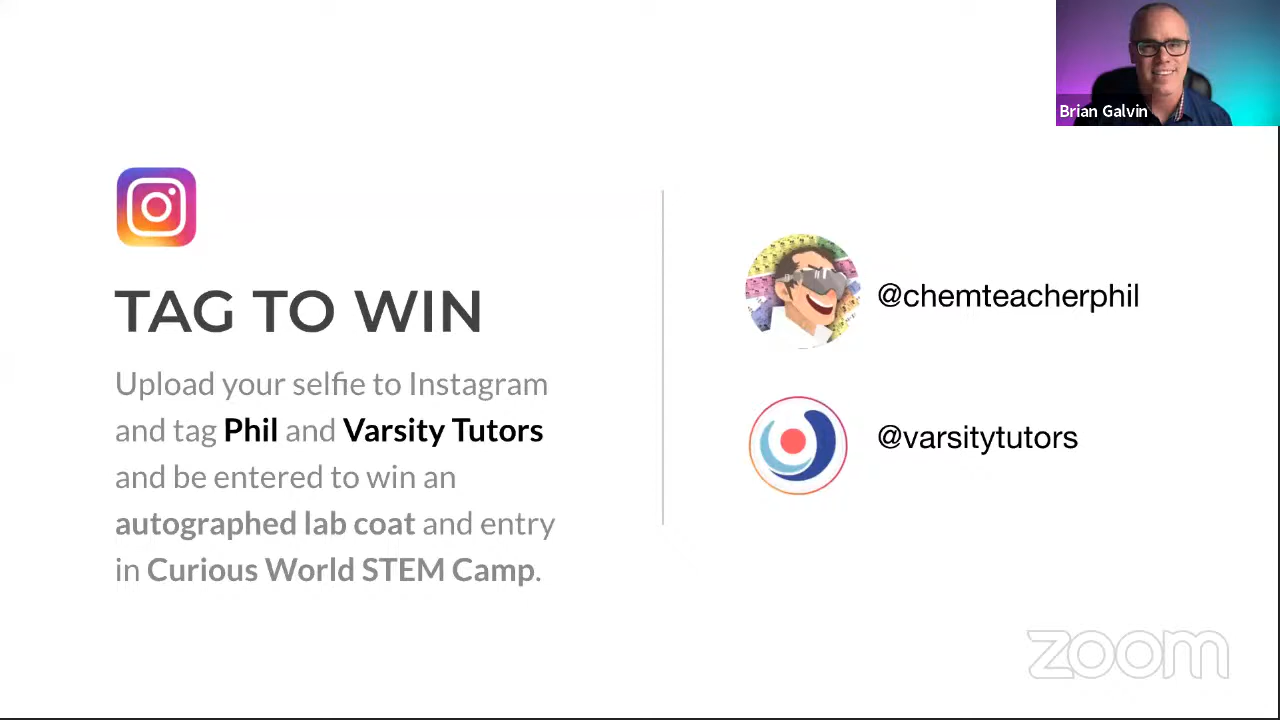 Brian Galvin
TAG TO WIN
Upload your selfie to Instagram
and tag Phil and Varsity Tutors
and be entered to win an
autographed lab coat and entry
in Curious World STEM Camp.
@chemteacherphil
@varsitytutors
zoom